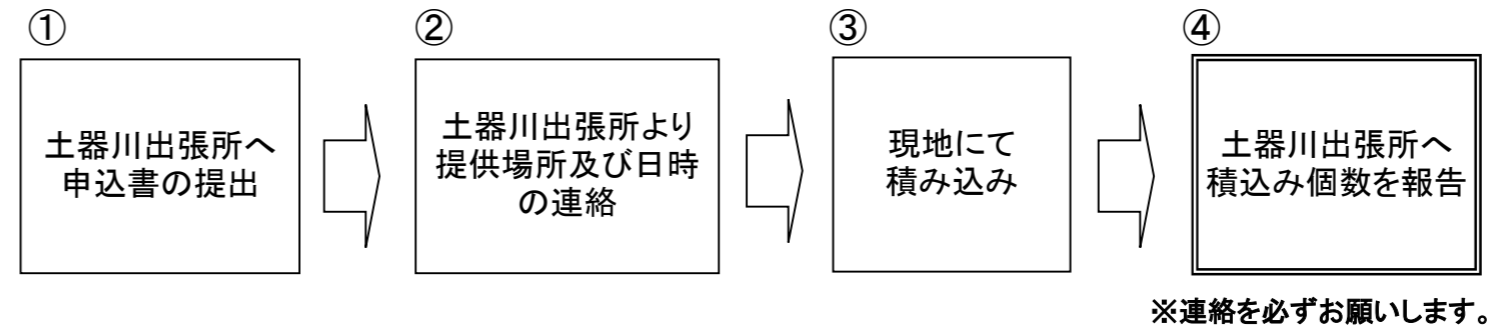 ①
土器川出張所へ
申込書の提出
②
土器川出張所より
提供場所及び日時
の連絡
③
現地にて
積み込み
④
土器川出張所へ
積込み個数を報告
※連絡を必ずお願いします。